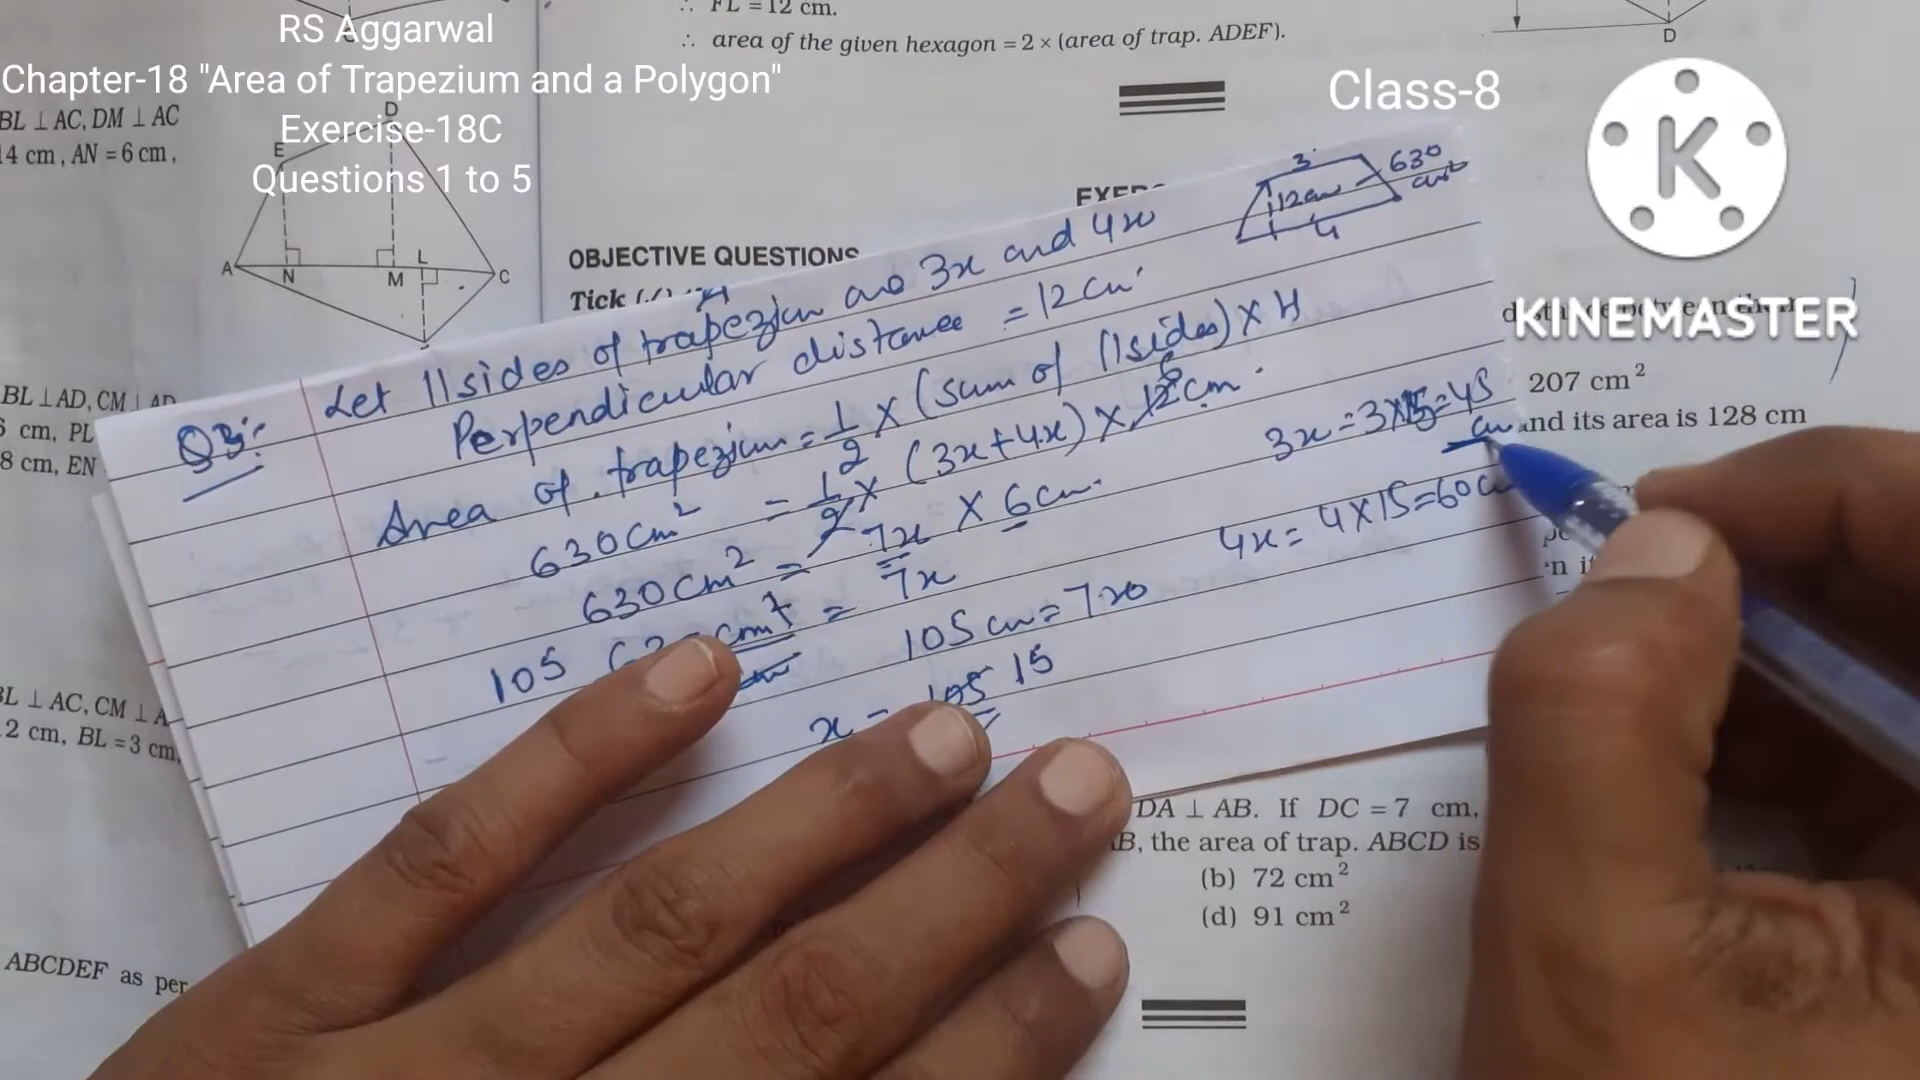 RS Aggarwal
Chapter-18 "Area of Trapezium and a Polygon"
Exercise-18C
Questions 1 to 5
Class-8
K
KINEMASTER
∴ FL = 12 cm.
∴ area of the given hexagon = 2 × (area of trap. ADEF).
D
BL ⊥ AC, DM ⊥ AC
4 cm, AN = 6 cm,
D
E
A
N
M
L
C
OBJECTIVE QUESTIONS
Tick
BL ⊥ AD, CM ⊥ AD
cm, PL
8 cm, EN
BL ⊥ AC, CM ⊥ A
2 cm, BL = 3 cm,
ABCDEF as per
3
12cm
630
cm²
4
Q3:
Let ||sides of trapezium are 3x and 4x
Perpendicular distance = 12 cm
Area of trapezium = 1/2 × (sum of ||sides) × H
630 cm² = 1/2 × (3x+4x) × 12 cm 6
630 cm² = 7x × 6 cm
105 cm² = 7x
105 cm = 7x
x = 105 15
3x = 3×15 = 45
cm
4x = 4×15 = 60
207 cm²
and its area is 128 cm
DA ⊥ AB. If DC = 7 cm,
B, the area of trap. ABCD is
(b) 72 cm²
(d) 91 cm²